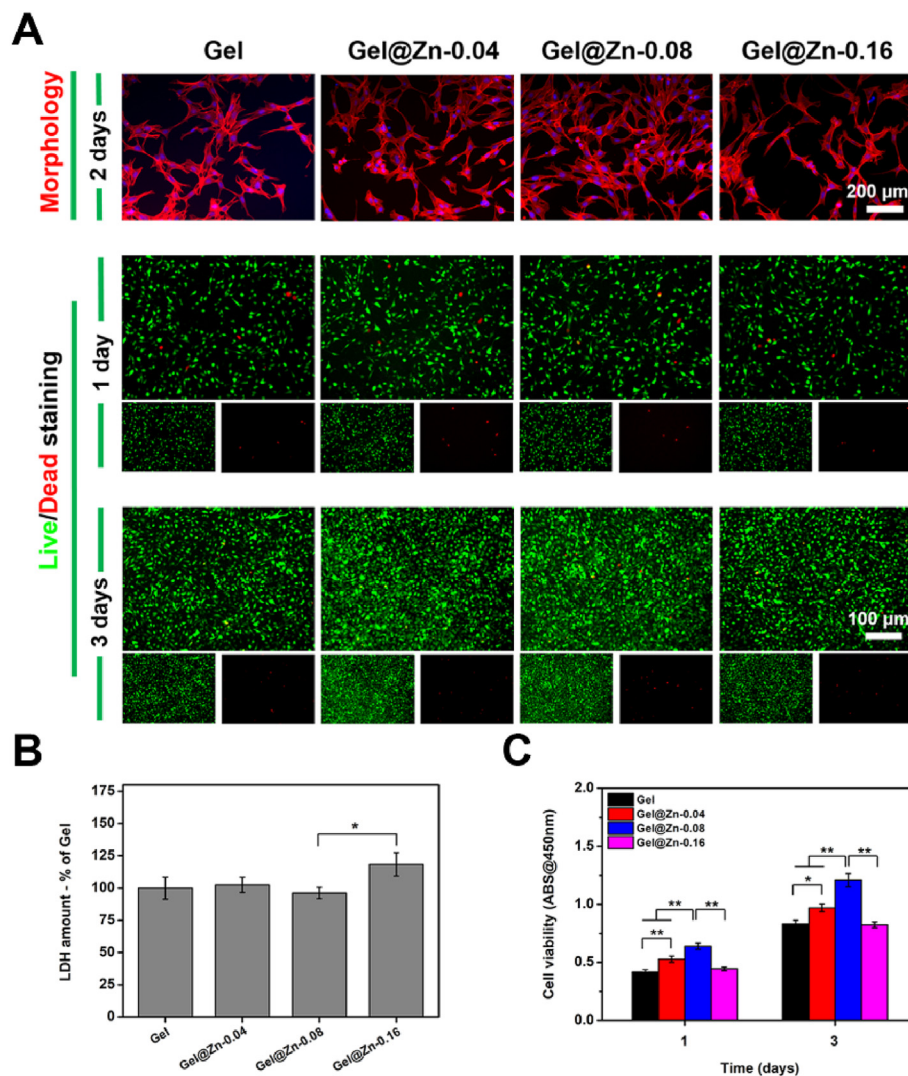 A
Gel
Gel@Zn-0.04
Gel@Zn-0.08
Gel@Zn-0.16
Morphology
2 days
200 µm
Live/Dead staining
1 day
3 days
100 µm
B
LDH amount - % of Gel
175
150
125
100
75
50
25
0
*
Gel
Gel@Zn-0.04
Gel@Zn-0.08
Gel@Zn-0.16
C
Cell viability (ABS@450nm)
2.0
1.5
1.0
0.5
0.0
Gel
Gel@Zn-0.04
Gel@Zn-0.08
Gel@Zn-0.16
**
**
**
**
**
*
1
3
Time (days)